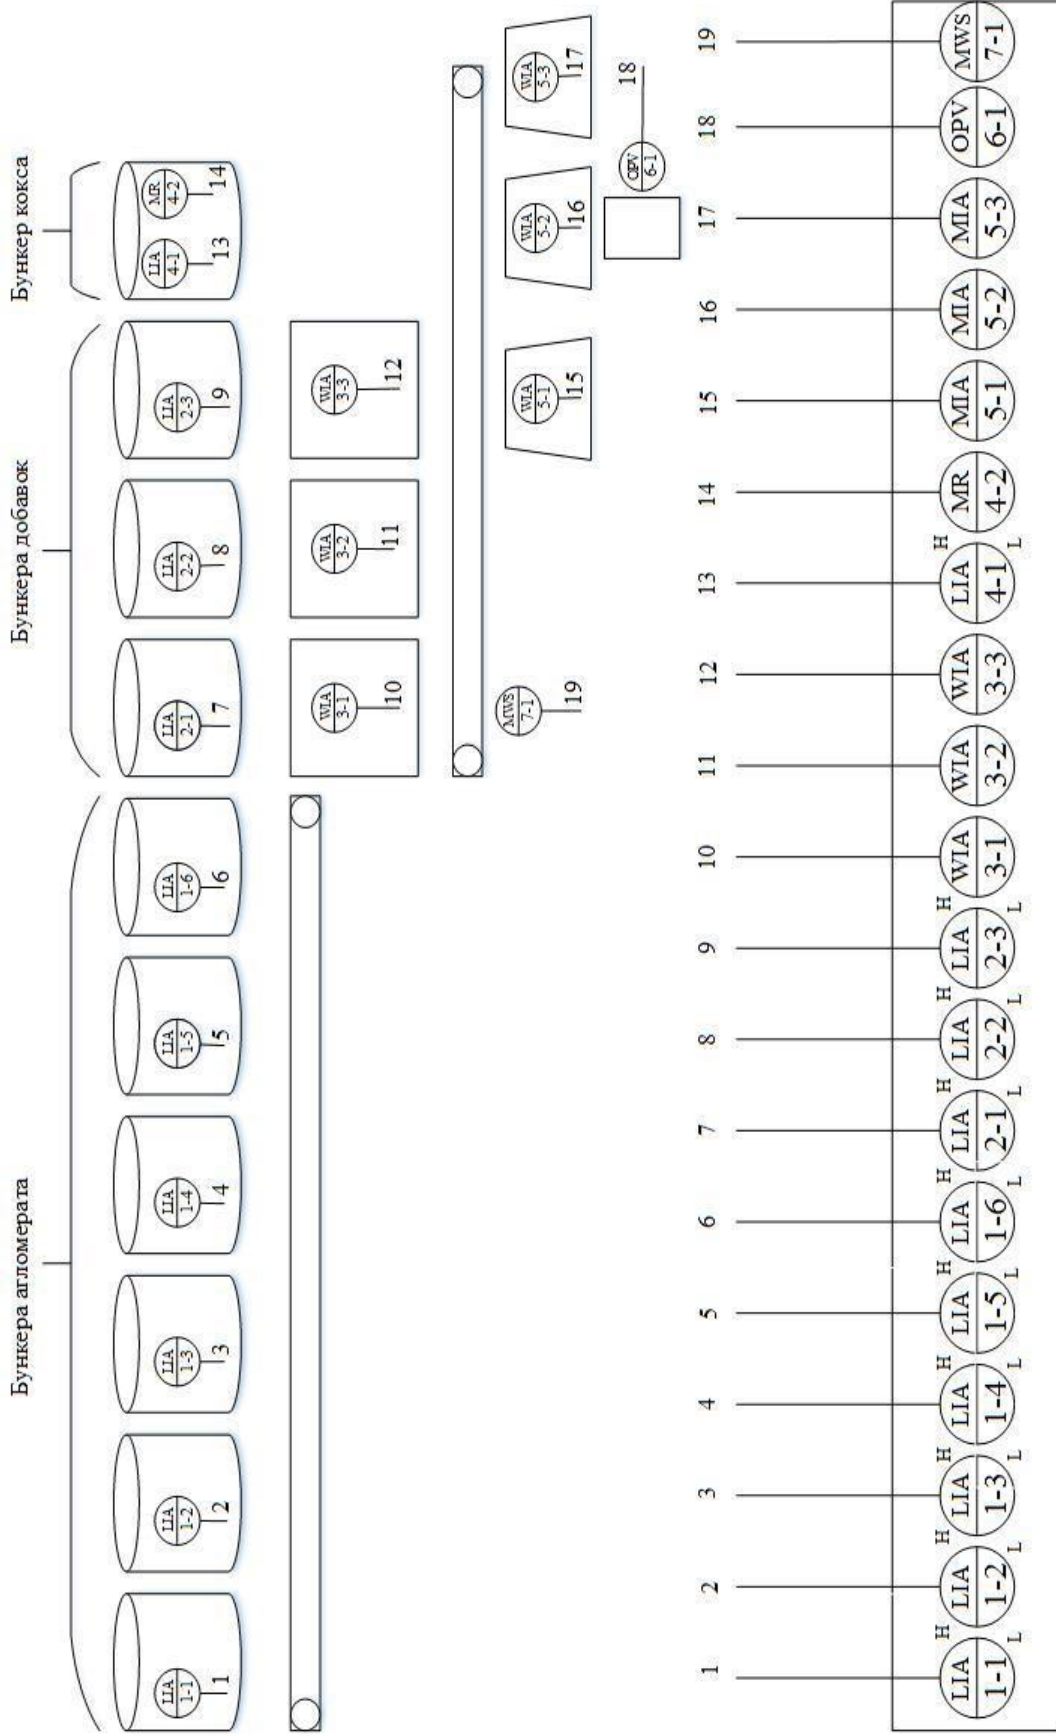 Бункера агломерата
Бункера добавок
Бункер кокса
LIA 1-1
LIA 1-2
LIA 1-3
LIA 1-4
LIA 1-5
LIA 1-6
LIA 2-1
LIA 2-2
LIA 2-3
LIA 4-1
MR 4-2
1
2
3
4
5
6
7
8
9
13
14
WIA 3-1
WIA 3-2
WIA 3-3
10
11
12
MWS 7-1
19
WIA 5-1
WIA 5-2
WIA 5-3
15
16
17
OPV 6-1
18
1 2 3 4 5 6 7 8 9 10 11 12 13 14 15 16 17 18 19
H H H H H H H H H H
LIA LIA LIA LIA LIA LIA LIA LIA LIA WIA WIA WIA LIA MR MIA MIA MIA OPV MWS
1-1 1-2 1-3 1-4 1-5 1-6 2-1 2-2 2-3 3-1 3-2 3-3 4-1 4-2 5-1 5-2 5-3 6-1 7-1
L L L L L L L L L L